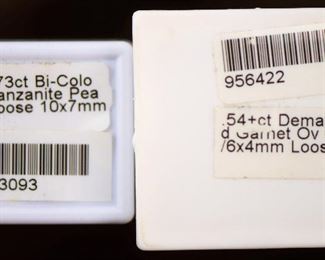 73ct Bi-Colo
anzanite Pea
oose 10x7mm
3093
956422
.54+ct Dema
d Garnet Ov
/6x4mm Loos